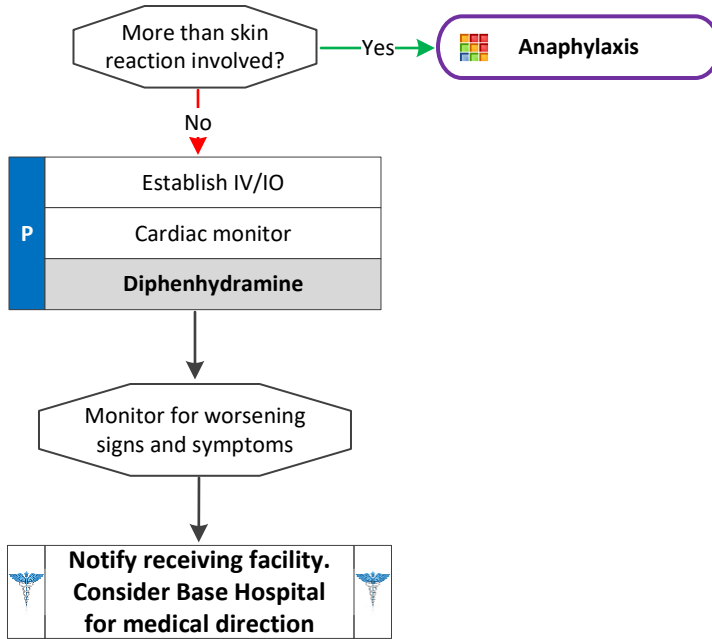 More than skin
reaction involved?
Yes
Anaphylaxis
No
P
Establish IV/IO
Cardiac monitor
Diphenhydramine
Monitor for worsening
signs and symptoms
Notify receiving facility.
Consider Base Hospital
for medical direction